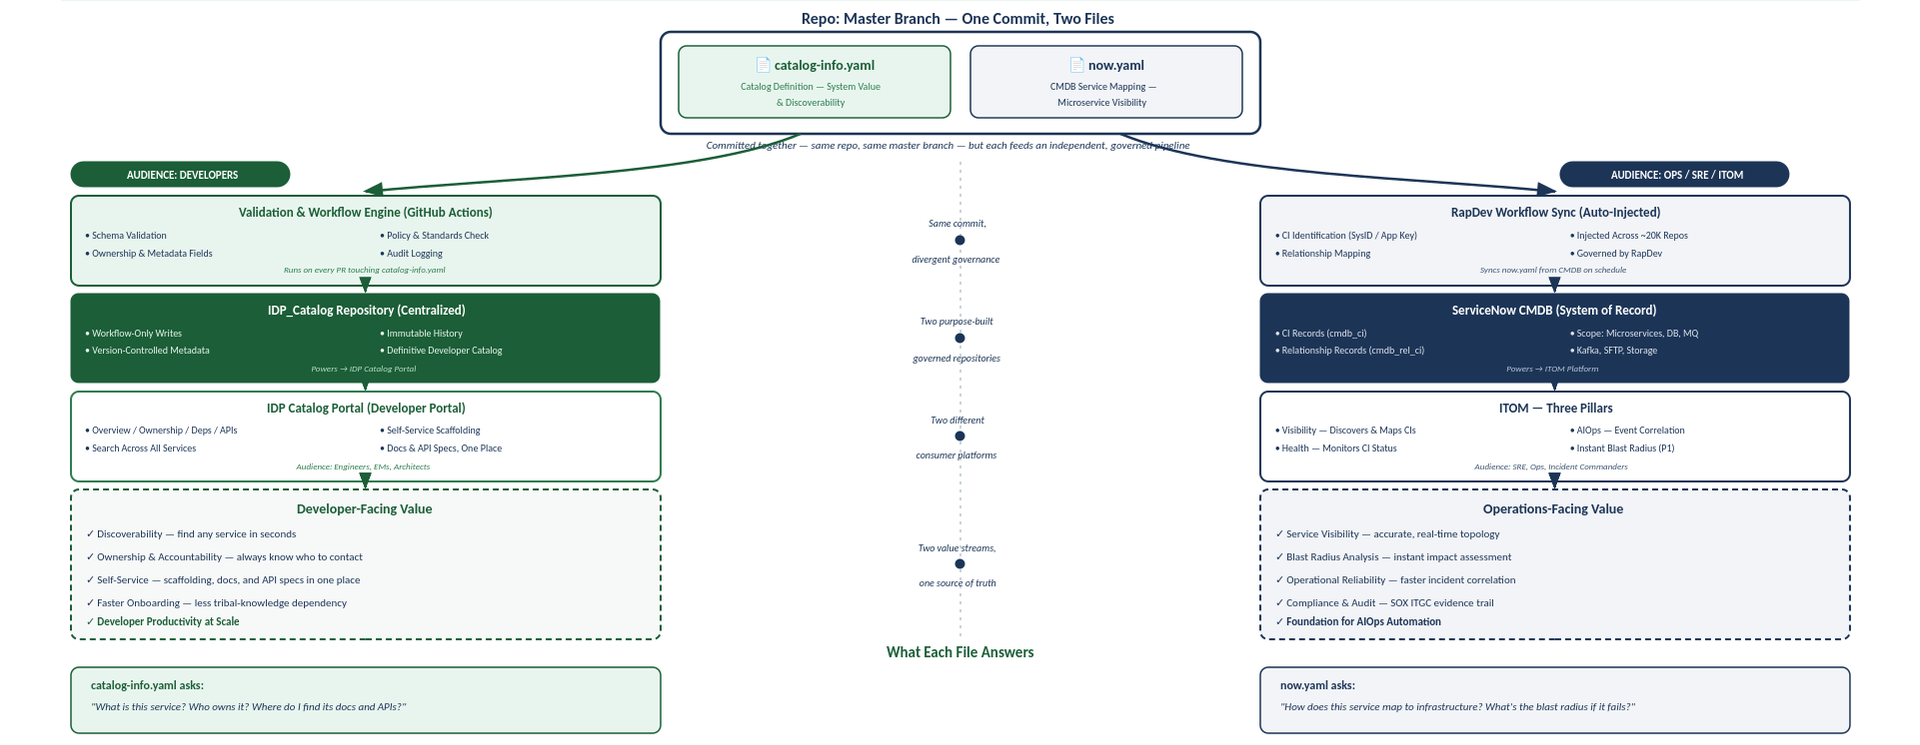 Repo: Master Branch — One Commit, Two Files
📄 catalog-info.yaml
Catalog Definition — System Value
& Discoverability
📄 now.yaml
CMDB Service Mapping —
Microservice Visibility
Committed together — same repo, same master branch — but each feeds an independent, governed pipeline
AUDIENCE: DEVELOPERS
Validation & Workflow Engine (GitHub Actions)
• Schema Validation
• Policy & Standards Check
• Ownership & Metadata Fields
• Audit Logging
Runs on every PR touching catalog-info.yaml
IDP_Catalog Repository (Centralized)
• Workflow-Only Writes
• Immutable History
• Version-Controlled Metadata
• Definitive Developer Catalog
Powers → IDP Catalog Portal
IDP Catalog Portal (Developer Portal)
• Overview / Ownership / Deps / APIs
• Self-Service Scaffolding
• Search Across All Services
• Docs & API Specs, One Place
Audience: Engineers, EMs, Architects
Developer-Facing Value
✓ Discoverability — find any service in seconds
✓ Ownership & Accountability — always know who to contact
✓ Self-Service — scaffolding, docs, and API specs in one place
✓ Faster Onboarding — less tribal-knowledge dependency
✓ Developer Productivity at Scale
Same commit,
divergent governance
Two purpose-built
governed repositories
Two different
consumer platforms
Two value streams,
one source of truth
AUDIENCE: OPS / SRE / ITOM
RapDev Workflow Sync (Auto-Injected)
• CI Identification (SysID / App Key)
• Injected Across ~20K Repos
• Relationship Mapping
• Governed by RapDev
Syncs now.yaml from CMDB on schedule
ServiceNow CMDB (System of Record)
• CI Records (cmdb_ci)
• Scope: Microservices, DB, MQ
• Relationship Records (cmdb_rel_ci)
• Kafka, SFTP, Storage
Powers → ITOM Platform
ITOM — Three Pillars
• Visibility — Discovers & Maps CIs
• AIOps — Event Correlation
• Health — Monitors CI Status
• Instant Blast Radius (P1)
Audience: SRE, Ops, Incident Commanders
Operations-Facing Value
✓ Service Visibility — accurate, real-time topology
✓ Blast Radius Analysis — instant impact assessment
✓ Operational Reliability — faster incident correlation
✓ Compliance & Audit — SOX ITGC evidence trail
✓ Foundation for AIOps Automation
What Each File Answers
catalog-info.yaml asks:
"What is this service? Who owns it? Where do I find its docs and APIs?"
now.yaml asks:
"How does this service map to infrastructure? What's the blast radius if it fails?"